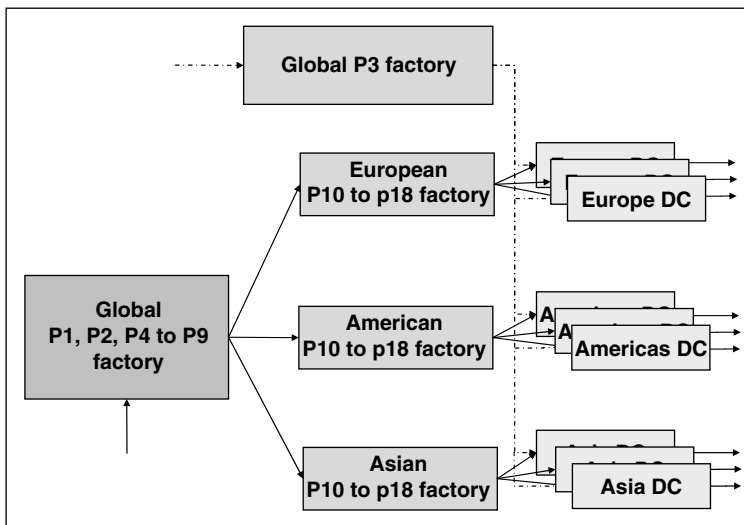 Global P3 factory
European
P10 to p18 factory
Europe DC
Global
P1, P2, P4 to P9
factory
American
P10 to p18 factory
Americas DC
Asian
P10 to p18 factory
Asia DC